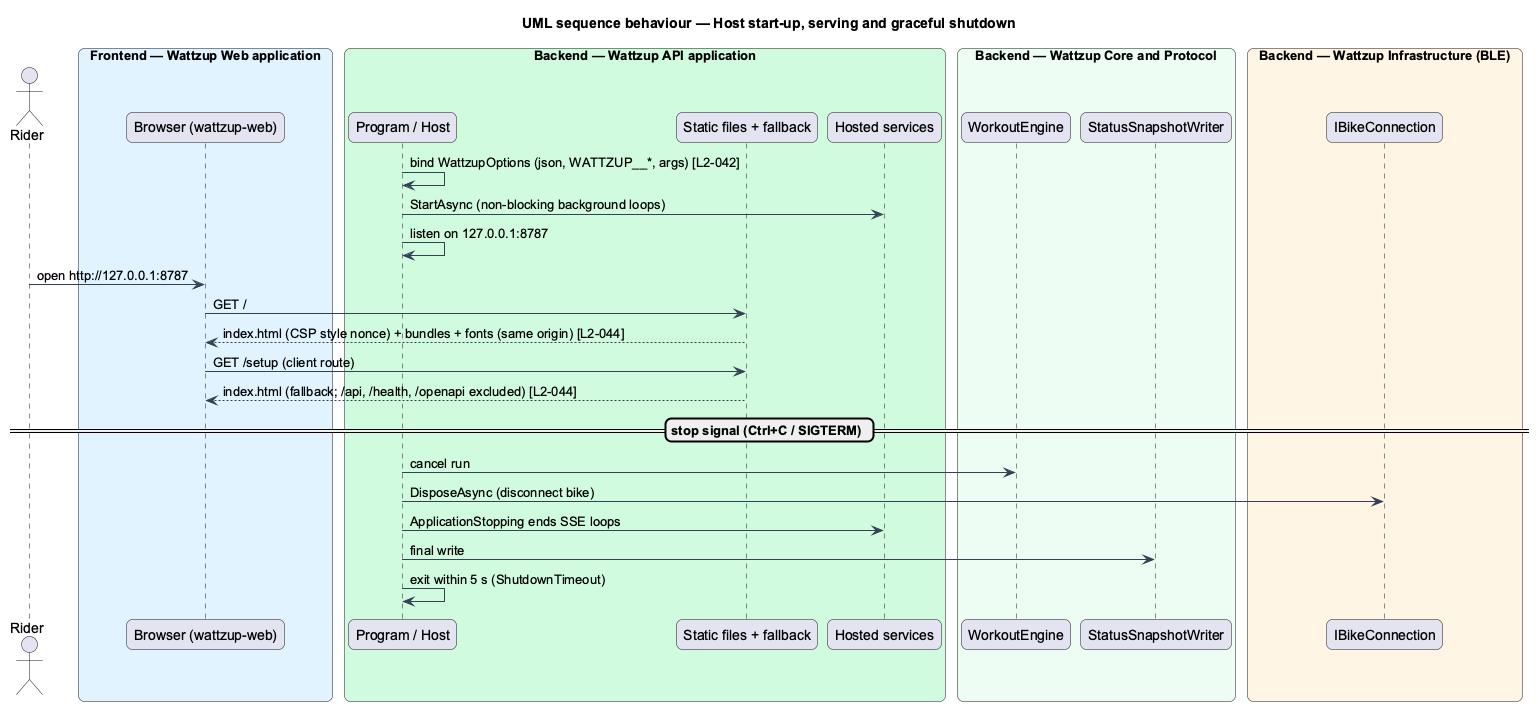 UML sequence behaviour — Host start-up, serving and graceful shutdown
Frontend — Wattzup Web application
Backend — Wattzup API application
Backend — Wattzup Core and Protocol
Backend — Wattzup Infrastructure (BLE)
Rider
Browser (wattzup-web)
Program / Host
Static files + fallback
Hosted services
WorkoutEngine
StatusSnapshotWriter
IBikeConnection
bind WattzupOptions (json, WATTZUP__*, args) [L2-042]
StartAsync (non-blocking background loops)
listen on 127.0.0.1:8787
open http://127.0.0.1:8787
GET /
index.html (CSP style nonce) + bundles + fonts (same origin) [L2-044]
GET /setup (client route)
index.html (fallback; /api, /health, /openapi excluded) [L2-044]
stop signal (Ctrl+C / SIGTERM)
cancel run
DisposeAsync (disconnect bike)
ApplicationStopping ends SSE loops
final write
exit within 5 s (ShutdownTimeout)
Rider
Browser (wattzup-web)
Program / Host
Static files + fallback
Hosted services
WorkoutEngine
StatusSnapshotWriter
IBikeConnection